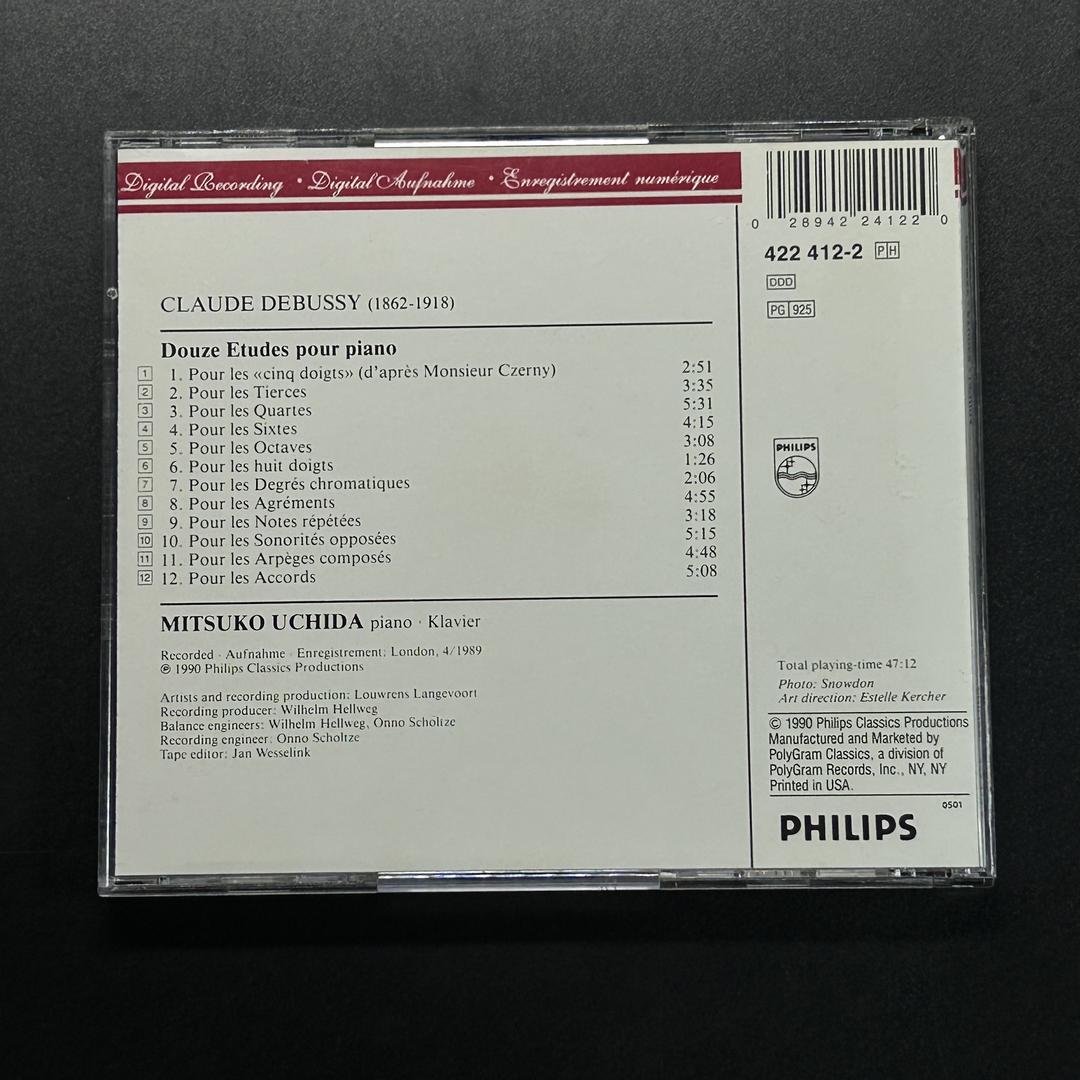 Digital Recording • Digital Aufnahme • Enregistrement numérique
CLAUDE DEBUSSY (1862-1918)
Douze Etudes pour piano
1 1. Pour les «cinq doigts» (d'après Monsieur Czerny) 2:51
2 2. Pour les Tierces 3:35
3 3. Pour les Quartes 5:31
4 4. Pour les Sixtes 4:15
5 5. Pour les Octaves 3:08
6 6. Pour les huit doigts 1:26
7 7. Pour les Degrés chromatiques 2:06
8 8. Pour les Agréments 4:55
9 9. Pour les Notes répétées 3:18
10 10. Pour les Sonorités opposées 5:15
11 11. Pour les Arpèges composés 4:48
12 12. Pour les Accords 5:08
MITSUKO UCHIDA piano · Klavier
Recorded · Aufnahme · Enregistrement: London, 4/1989
℗ 1990 Philips Classics Productions
Artists and recording production: Louwrens Langevoort
Recording producer: Wilhelm Hellweg
Balance engineers: Wilhelm Hellweg, Onno Scholtze
Recording engineer: Onno Scholtze
Tape editor: Jan Wesselink
0 28942 24122 0
422 412-2 PH
DDD
PG 925
PHILIPS
Total playing-time 47:12
Photo: Snowdon
Art direction: Estelle Kercher
© 1990 Philips Classics Productions
Manufactured and Marketed by
PolyGram Classics, a division of
PolyGram Records, Inc., NY, NY
Printed in USA.
QS01
PHILIPS